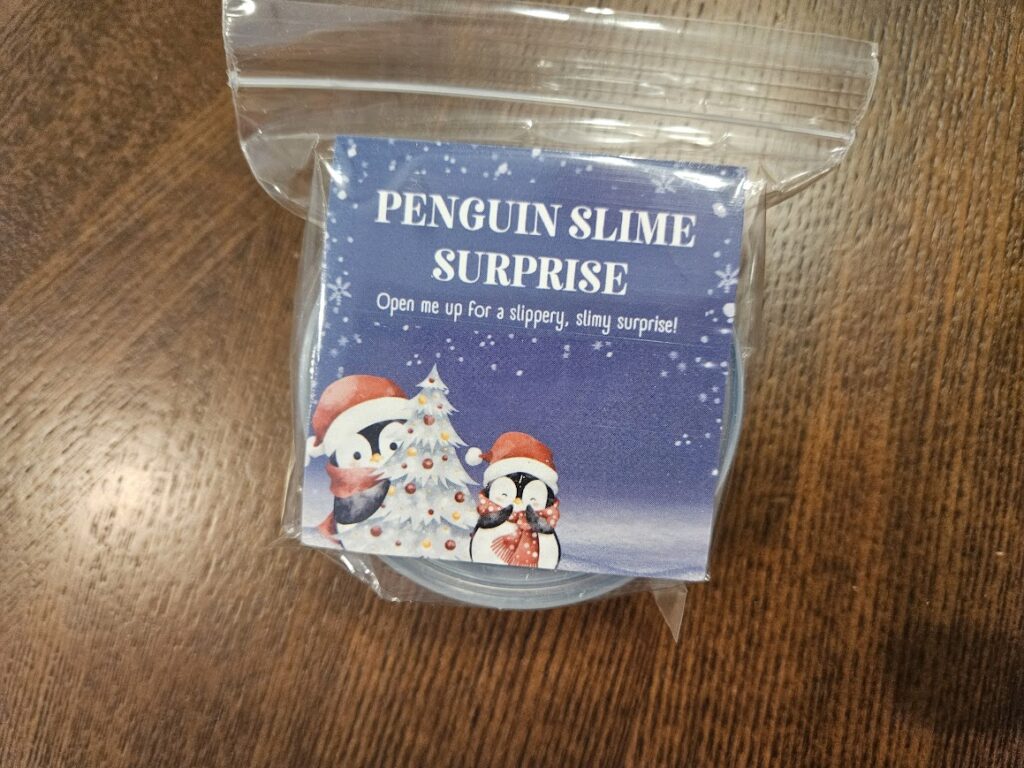 PENGUIN SLIME
SURPRISE
Open me up for a slippery, slimy surprise!